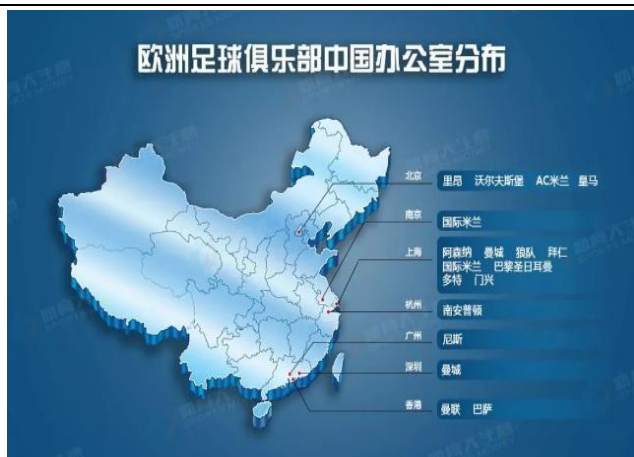 欧洲足球俱乐部中国办公室分布
北京
里昂 沃尔夫斯堡 AC米兰 皇马
南京
国际米兰
上海
阿森纳 曼城 狼队 拜仁
国际米兰 巴黎圣日耳曼
多特 门兴
杭州
南安普顿
广州
尼斯
深圳
曼城
香港
曼联 巴萨